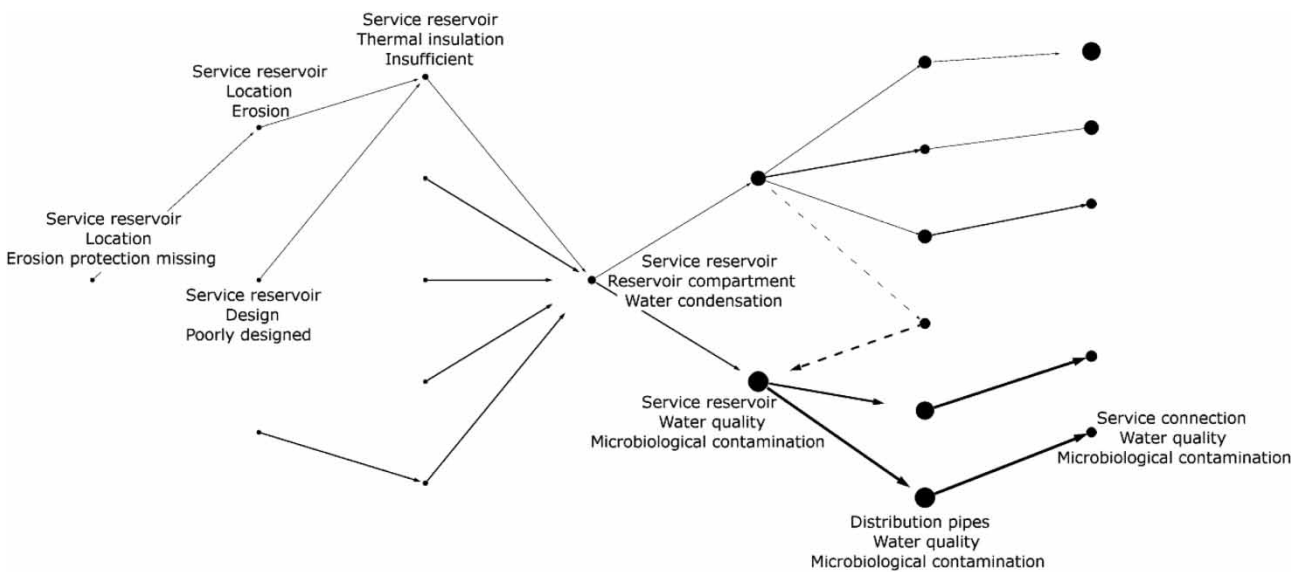 Service reservoir
Thermal insulation
Insufficient
Service reservoir
Location
Erosion
Service reservoir
Location
Erosion protection missing
Service reservoir
Design
Poorly designed
Service reservoir
Reservoir compartment
Water condensation
Service reservoir
Water quality
Microbiological contamination
Service connection
Water quality
Microbiological contamination
Distribution pipes
Water quality
Microbiological contamination